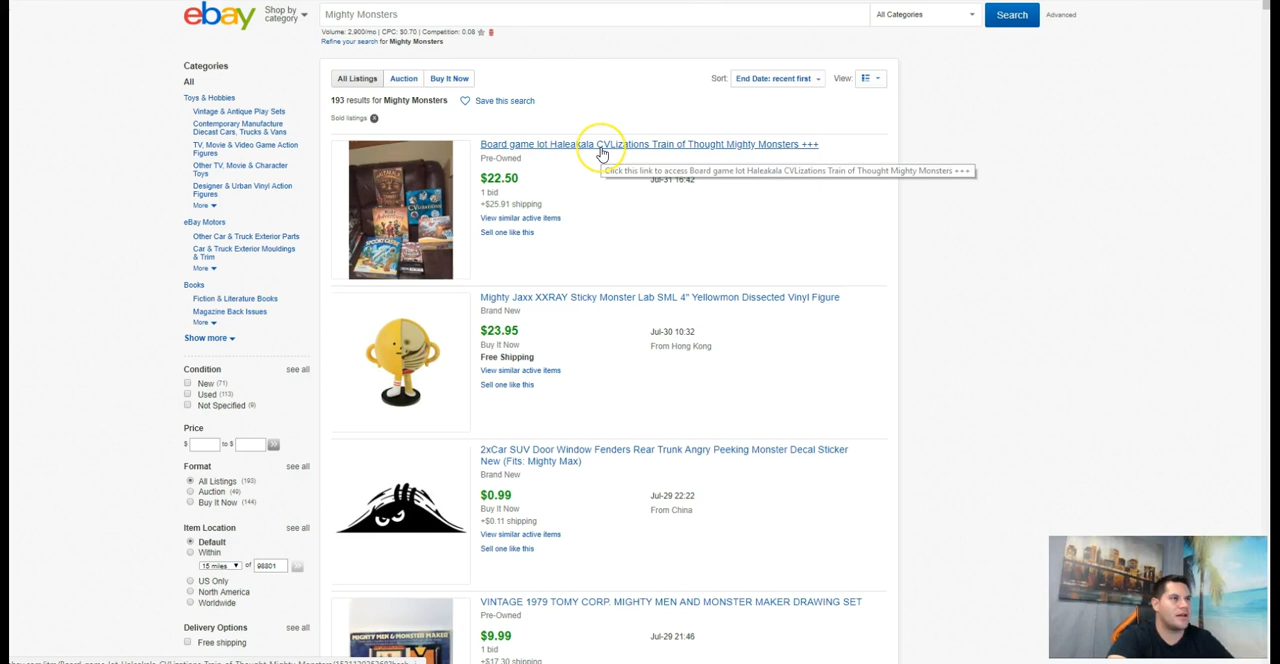 ebay
Shop by
category
Mighty Monsters
All Categories
Search
Advanced
Volume: 2,900/mo | CPC: $0.70 | Competition: 0.08
Refine your search for Mighty Monsters
Categories
All
Toys & Hobbies
Vintage & Antique Play Sets
Contemporary Manufacture
Diecast Cars, Trucks & Vans
TV, Movie & Video Game Action
Figures
Other TV, Movie & Character
Toys
Designer & Urban Vinyl Action
Figures
More
eBay Motors
Other Car & Truck Exterior Parts
Car & Truck Exterior Mouldings
& Trim
More
Books
Fiction & Literature Books
Magazine Back Issues
More
Show more
Condition
see all
New (71)
Used (113)
Not Specified (9)
Price
$
to $
Format
see all
All Listings (193)
Auction (49)
Buy It Now (144)
Item Location
see all
Default
Within
15 miles
of
98801
US Only
North America
Worldwide
Delivery Options
see all
Free shipping
All Listings
Auction
Buy It Now
Sort:
End Date: recent first
View:
193 results for Mighty Monsters
Save this search
Sold listings
Board game lot Haleakala CVLizations Train of Thought Mighty Monsters +++
Pre-Owned
Click this link to access Board game lot Haleakala CVLizations Train of Thought Mighty Monsters +++
$22.50
Jul-31 16:42
1 bid
+$25.91 shipping
View similar active items
Sell one like this
Mighty Jaxx XXRAY Sticky Monster Lab SML 4" Yellowmon Dissected Vinyl Figure
Brand New
$23.95
Jul-30 10:32
Buy It Now
From Hong Kong
Free Shipping
View similar active items
Sell one like this
2xCar SUV Door Window Fenders Rear Trunk Angry Peeking Monster Decal Sticker
New (Fits: Mighty Max)
Brand New
$0.99
Jul-29 22:22
Buy It Now
From China
+$0.11 shipping
View similar active items
Sell one like this
VINTAGE 1979 TOMY CORP. MIGHTY MEN AND MONSTER MAKER DRAWING SET
Pre-Owned
$9.99
Jul-29 21:46
1 bid
+$17.30 shipping